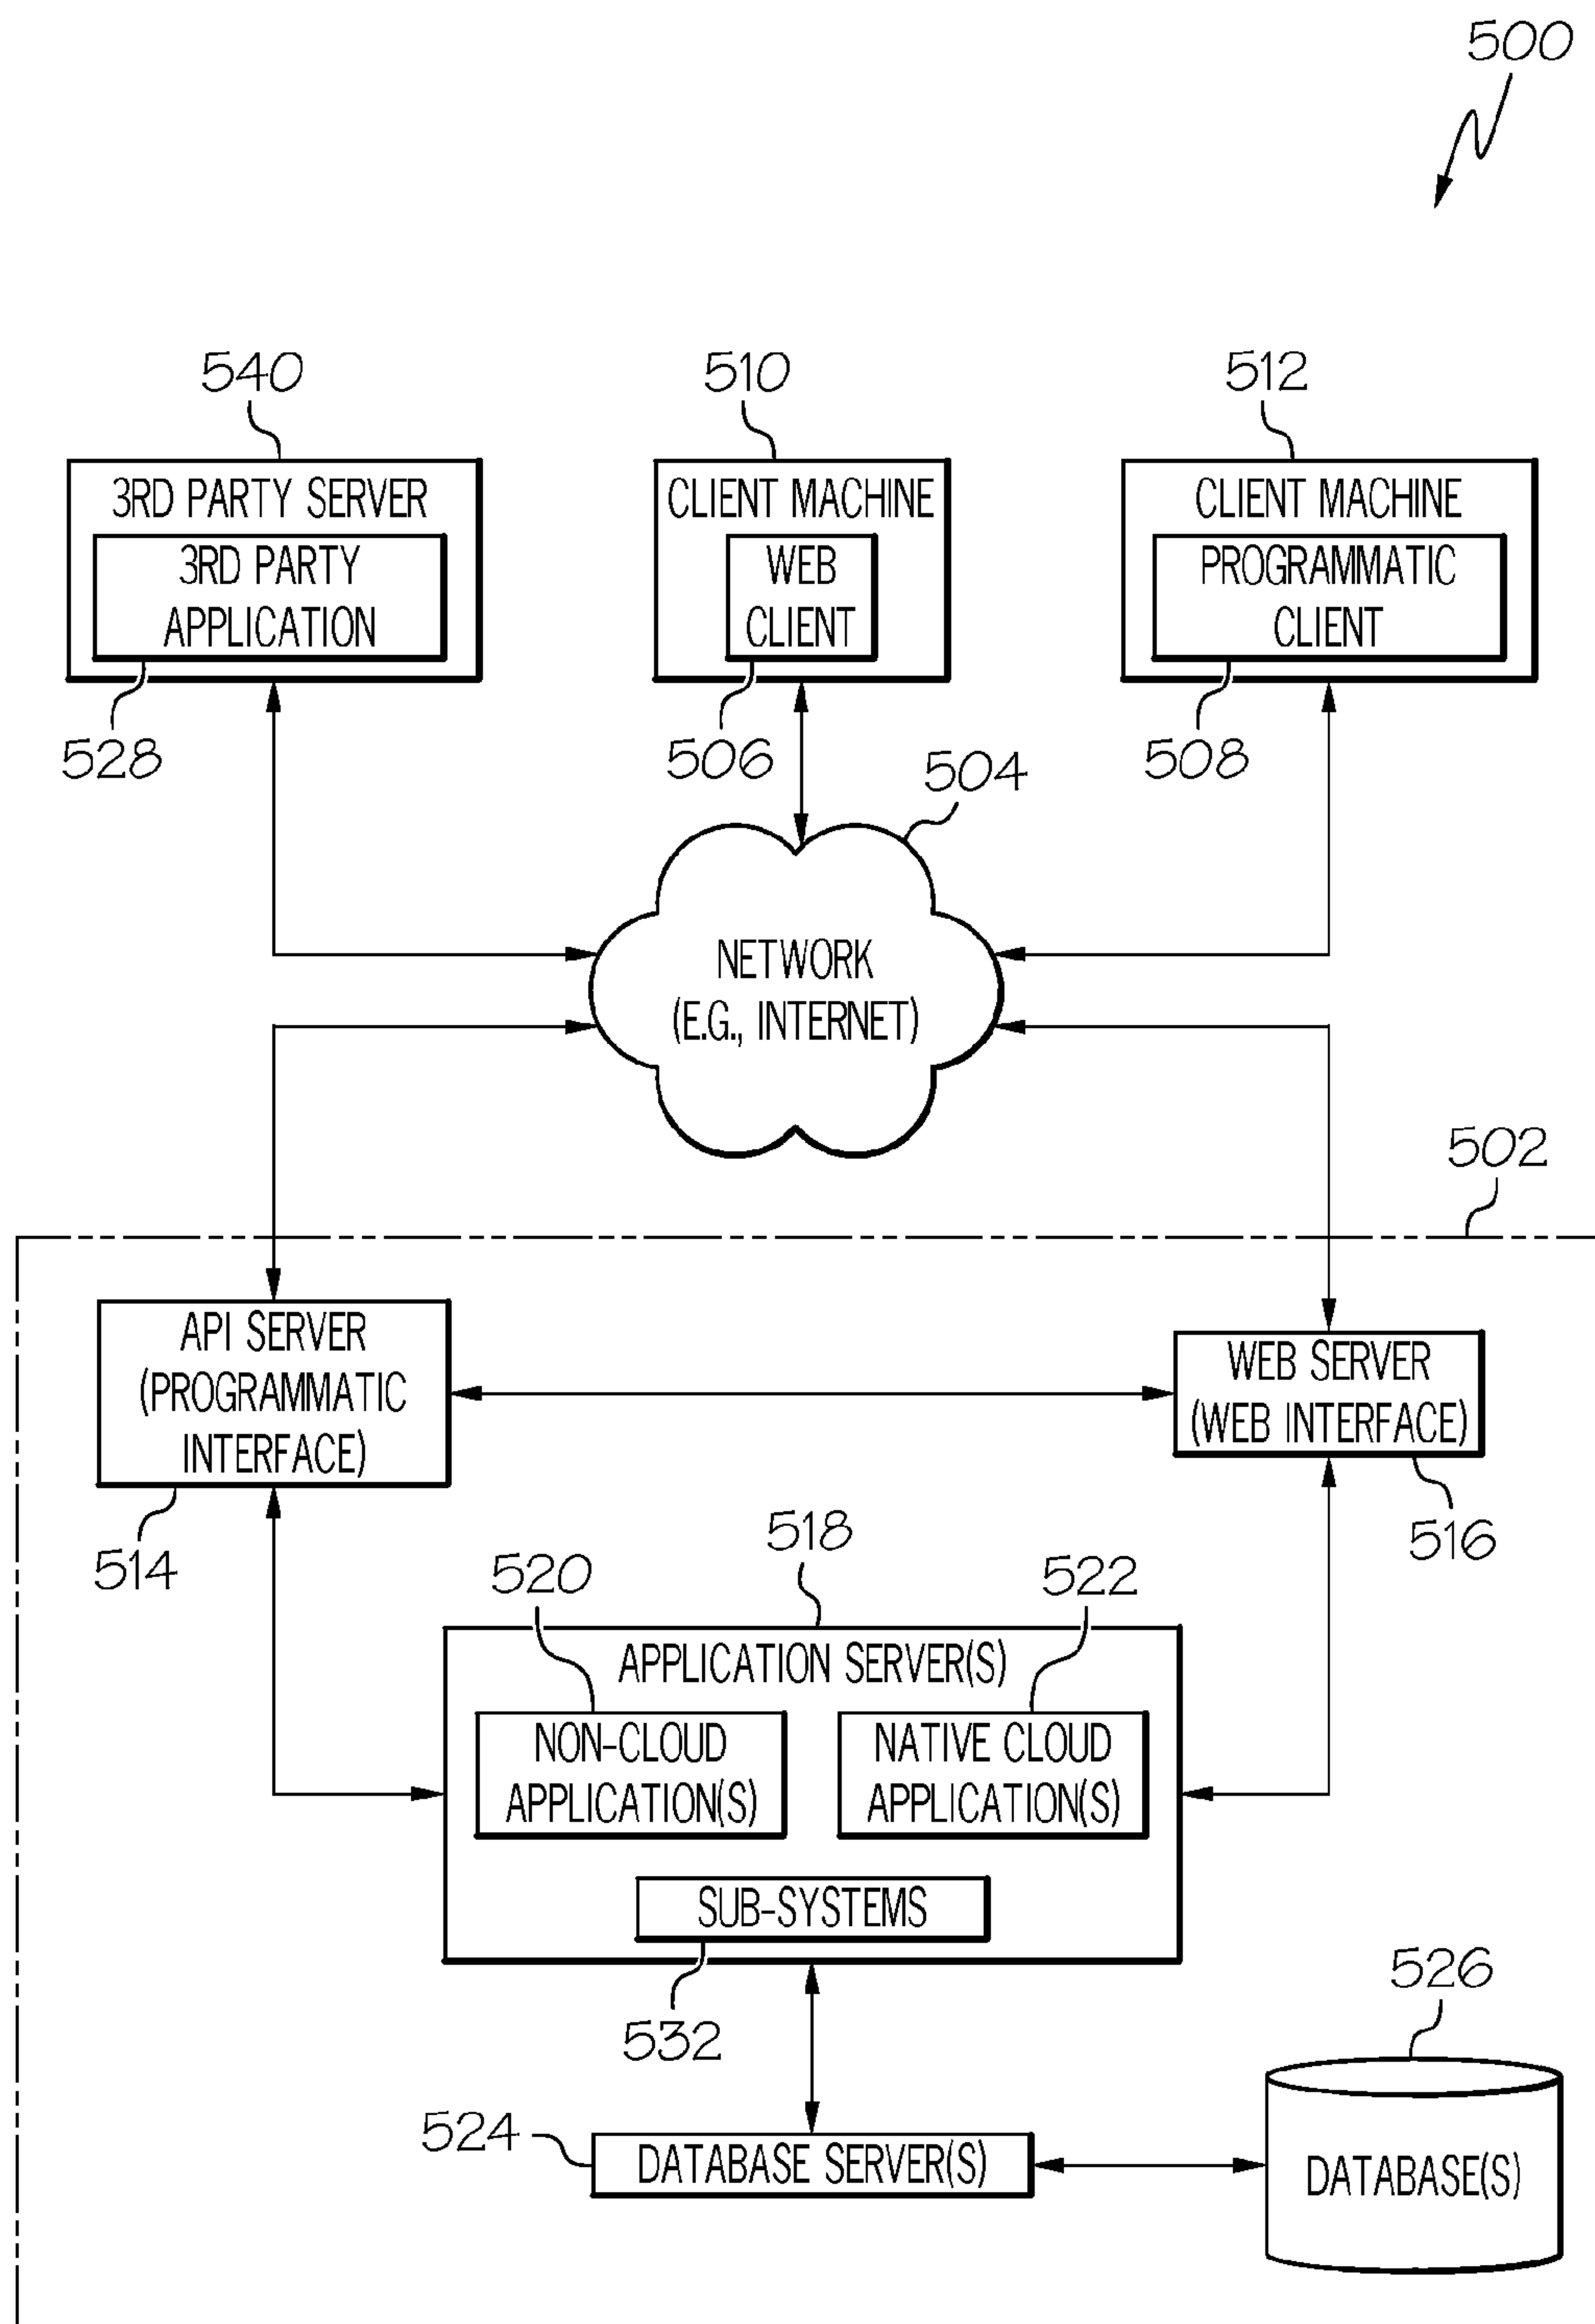 500
540
510
512
3RD PARTY SERVER
3RD PARTY
APPLICATION
CLIENT MACHINE
WEB
CLIENT
CLIENT MACHINE
PROGRAMMATIC
CLIENT
528
506
508
504
NETWORK
(E.G., INTERNET)
502
API SERVER
(PROGRAMMATIC
INTERFACE)
WEB SERVER
(WEB INTERFACE)
514
516
518
520
522
APPLICATION SERVER(S)
NON-CLOUD
APPLICATION(S)
NATIVE CLOUD
APPLICATION(S)
SUB-SYSTEMS
532
526
524
DATABASE SERVER(S)
DATABASE(S)